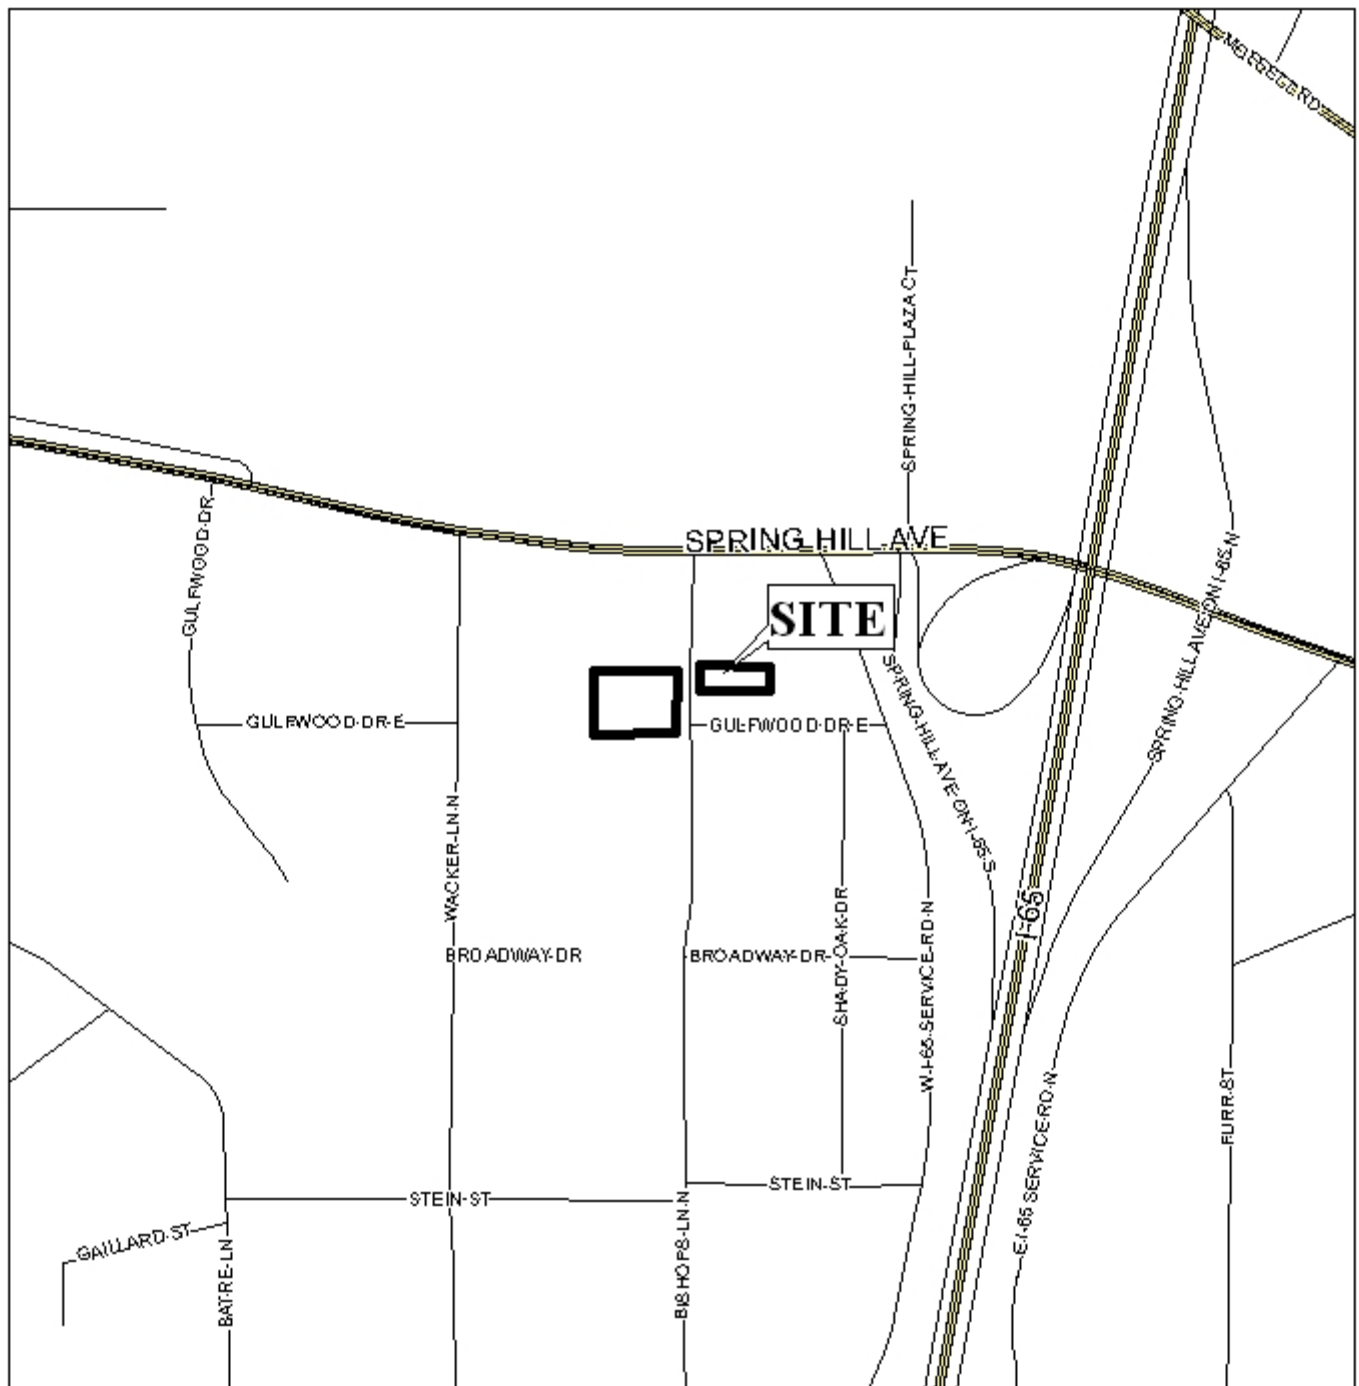 MOFFETT RD
SPRING HILL PLAZA CT
SPRING HILL AVE
GULFWOOD DR
SPRING HILL AVE ON I-65 N
SITE
SPRING HILL AVE ON I-65 S
GULFWOOD DR E
GULFWOOD DR E
WACKER LN N
I-65
SHADY OAK DR
W I-65 SERVICE RD N
BROADWAY DR
BROADWAY DR
E I-65 SERVICE RD N
FURR ST
STEIN ST
STEIN ST
BISHOPS LN N
GAILLARD ST
BATRE LN